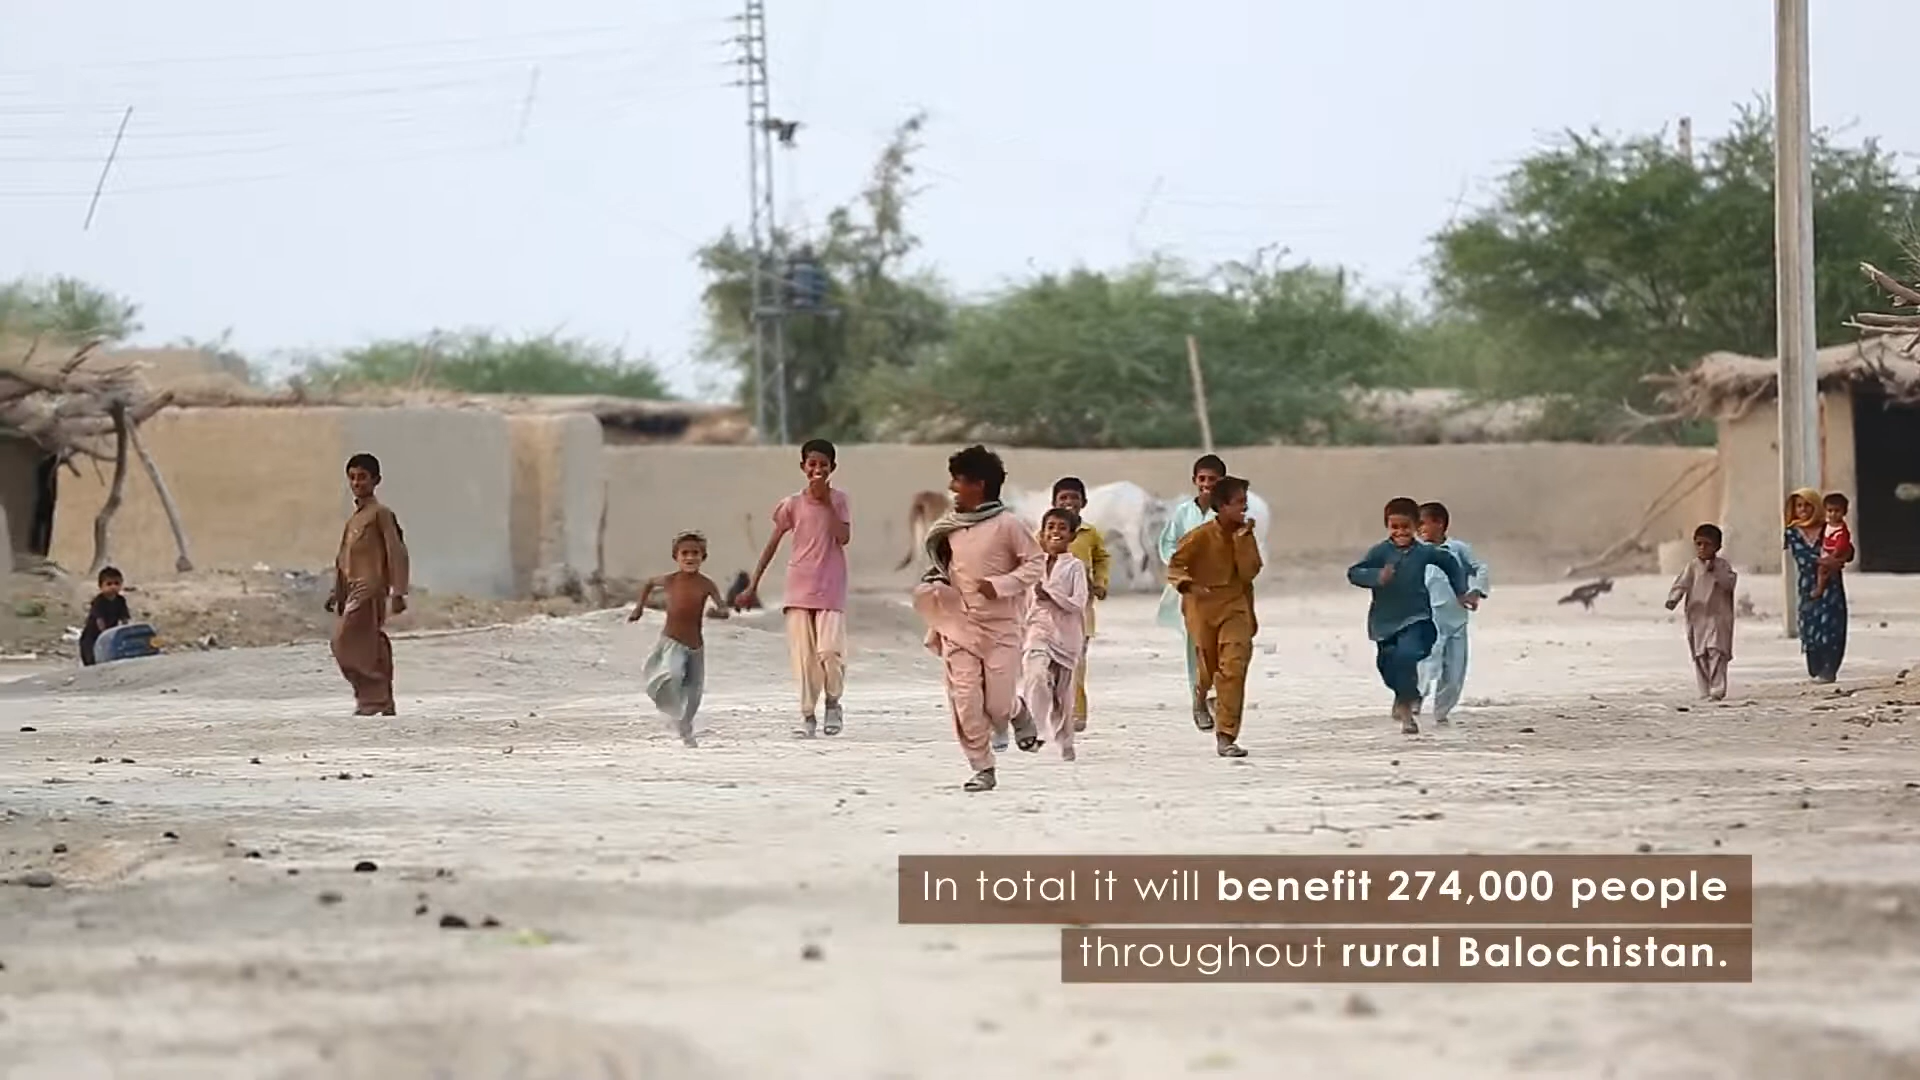 In total it will benefit 274,000 people
throughout rural Balochistan.